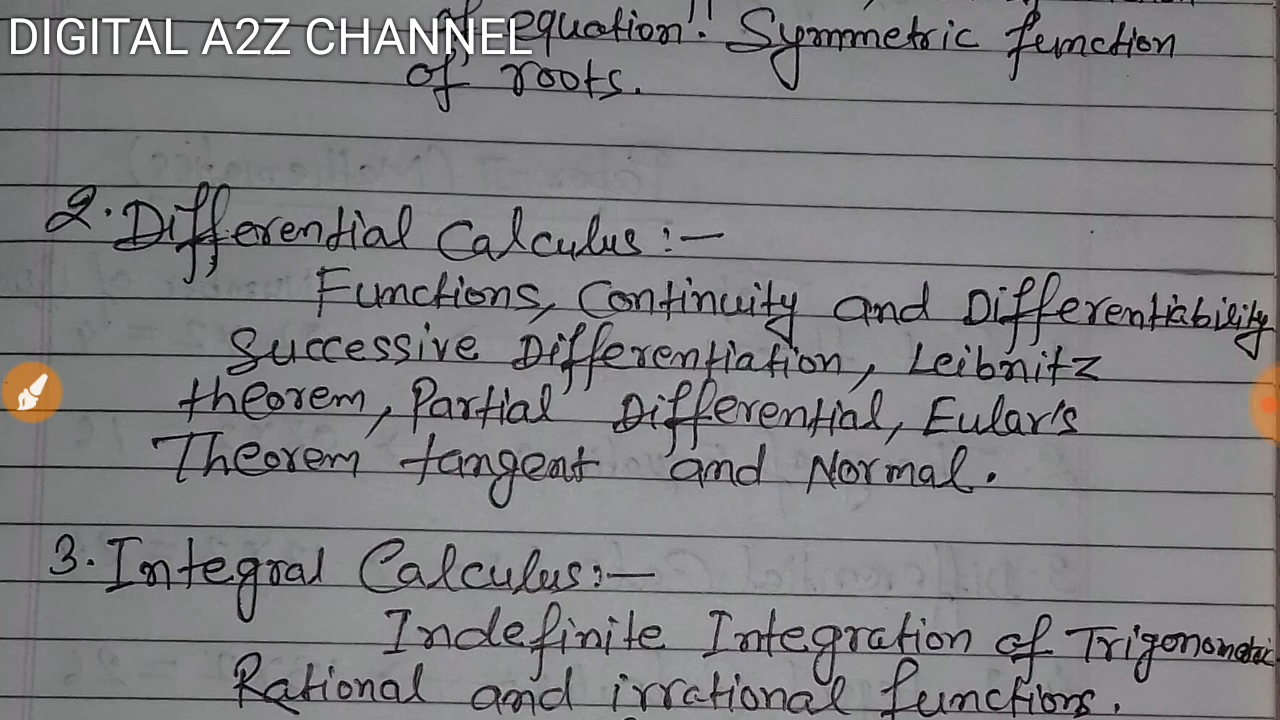 DIGITAL A2Z CHANNEL
of equation. Symmetric function
of roots.
2. Differential Calculus :-
Functions, Continuity and Differentiability
Successive Differentiation, Leibnitz
theorem, Partial Differential, Eular's
Theorem tangent and Normal.
3. Integral Calculus :-
Indefinite Integration of Trigonometric
Rational and irrational functions.